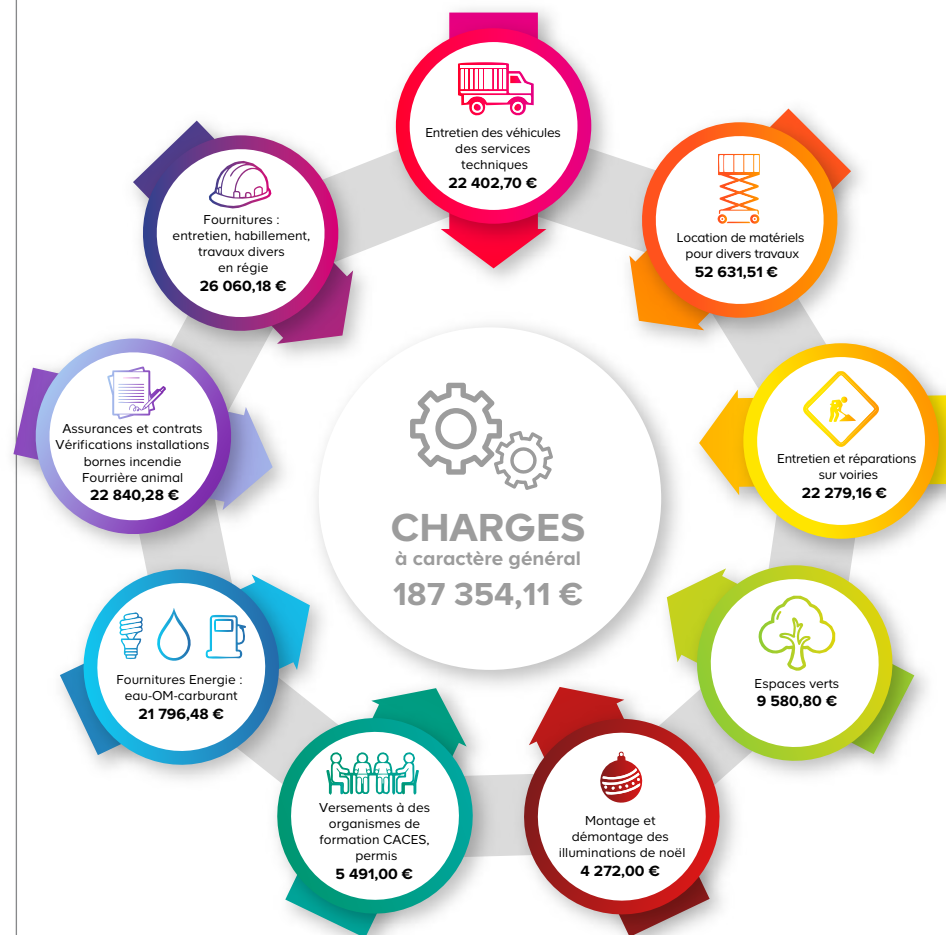 Entretien des véhicules
des services
techniques
22 402,70 €
Location de matériels
pour divers travaux
52 631,51 €
Entretien et réparations
sur voiries
22 279,16 €
Espaces verts
9 580,80 €
Montage et
démontage des
illuminations de noël
4 272,00 €
Versements à des
organismes de
formation CACES,
permis
5 491,00 €
Fournitures Energie :
eau-OM-carburant
21 796,48 €
Assurances et contrats
Vérifications installations
bornes incendie
Fourrière animal
22 840,28 €
Fournitures :
entretien, habillement,
travaux divers
en régie
26 060,18 €
CHARGES
à caractère général
187 354,11 €